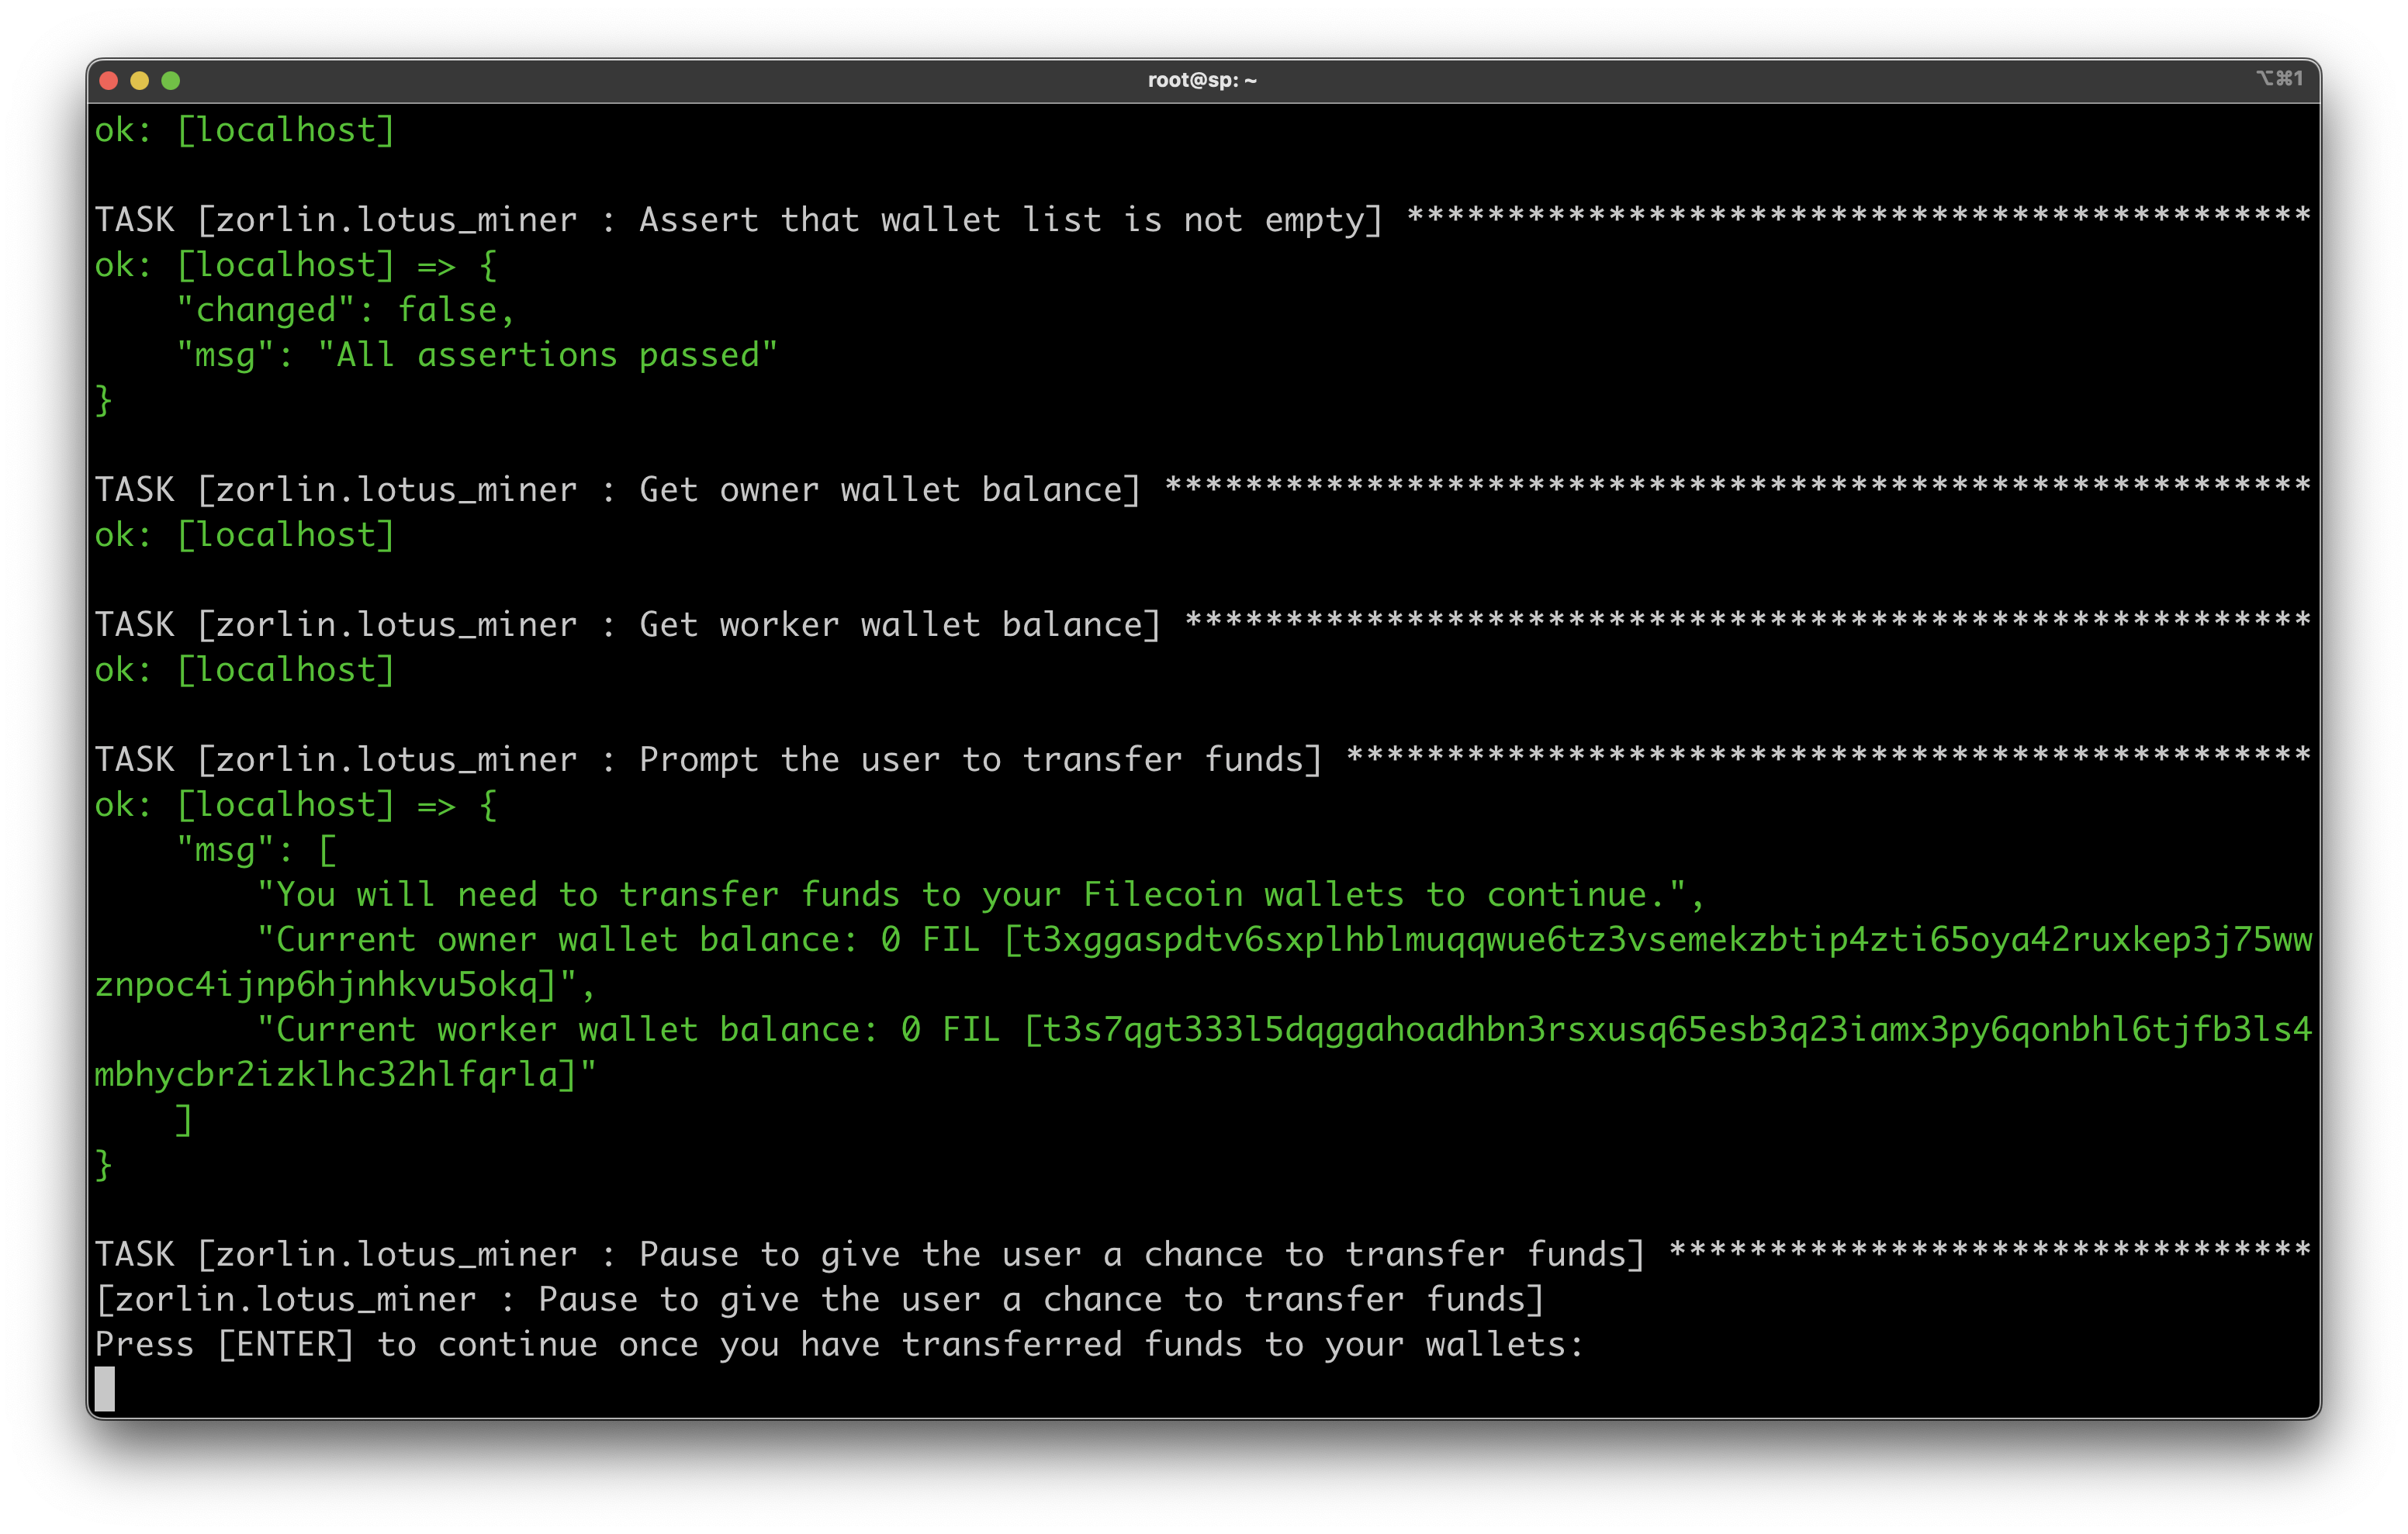 root@sp: ~
⌥⌘1
ok: [localhost]
TASK [zorlin.lotus_miner : Assert that wallet list is not empty] *********************************************
ok: [localhost] => {
    "changed": false,
    "msg": "All assertions passed"
}
TASK [zorlin.lotus_miner : Get owner wallet balance] *********************************************************
ok: [localhost]
TASK [zorlin.lotus_miner : Get worker wallet balance] ********************************************************
ok: [localhost]
TASK [zorlin.lotus_miner : Prompt the user to transfer funds] ************************************************
ok: [localhost] => {
    "msg": [
        "You will need to transfer funds to your Filecoin wallets to continue.",
        "Current owner wallet balance: 0 FIL [t3xggaspdtv6sxplhblmuqqwue6tz3vsemekzbtip4zti65oya42ruxkep3j75ww
znpoc4ijnp6hjnhkvu5okq]",
        "Current worker wallet balance: 0 FIL [t3s7qgt333l5dqggahoadhbn3rsxusq65esb3q23iamx3py6qonbhl6tjfb3ls4
mbhycbr2izklhc32hlfqrla]"
    ]
}
TASK [zorlin.lotus_miner : Pause to give the user a chance to transfer funds] ********************************
[zorlin.lotus_miner : Pause to give the user a chance to transfer funds]
Press [ENTER] to continue once you have transferred funds to your wallets: